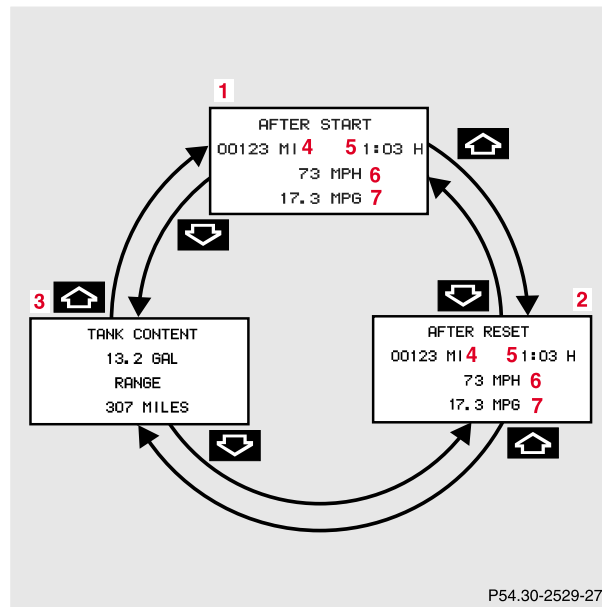 1
AFTER START
00123 MI 4 5 1:03 H
73 MPH 6
17.3 MPG 7
3
TANK CONTENT
13.2 GAL
RANGE
307 MILES
2
AFTER RESET
00123 MI 4 5 1:03 H
73 MPH 6
17.3 MPG 7
P54.30-2529-27